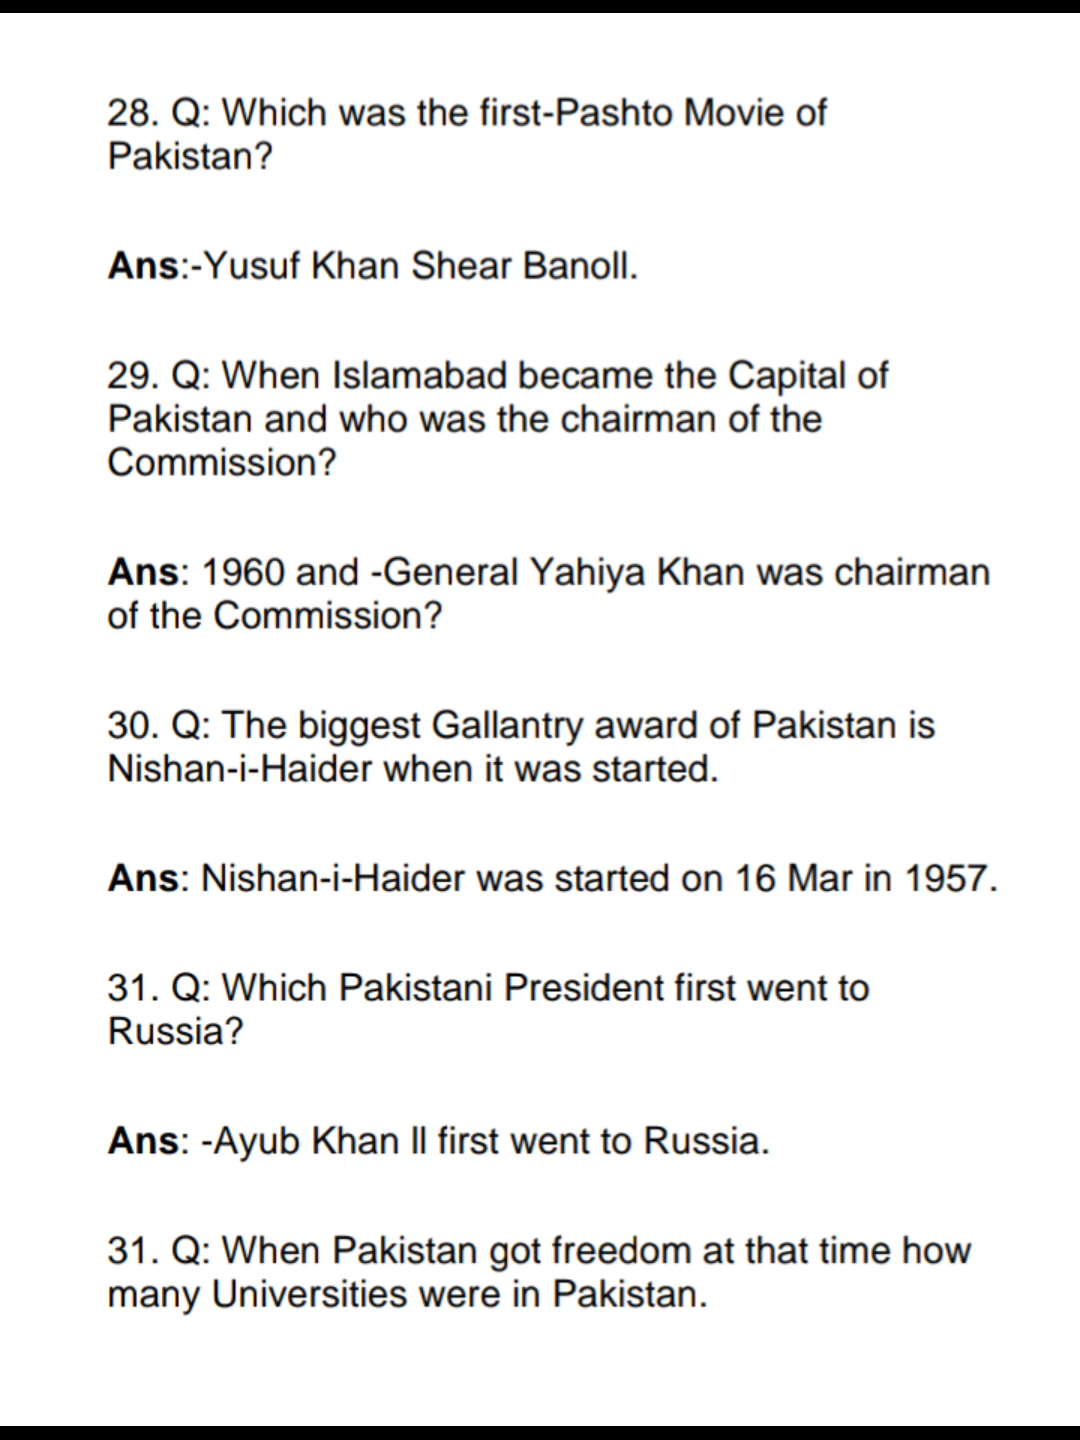 28. Q: Which was the first-Pashto Movie of
Pakistan?
Ans:-Yusuf Khan Shear Banoll.
29. Q: When Islamabad became the Capital of
Pakistan and who was the chairman of the
Commission?
Ans: 1960 and -General Yahiya Khan was chairman
of the Commission?
30. Q: The biggest Gallantry award of Pakistan is
Nishan-i-Haider when it was started.
Ans: Nishan-i-Haider was started on 16 Mar in 1957.
31. Q: Which Pakistani President first went to
Russia?
Ans: -Ayub Khan ll first went to Russia.
31. Q: When Pakistan got freedom at that time how
many Universities were in Pakistan.